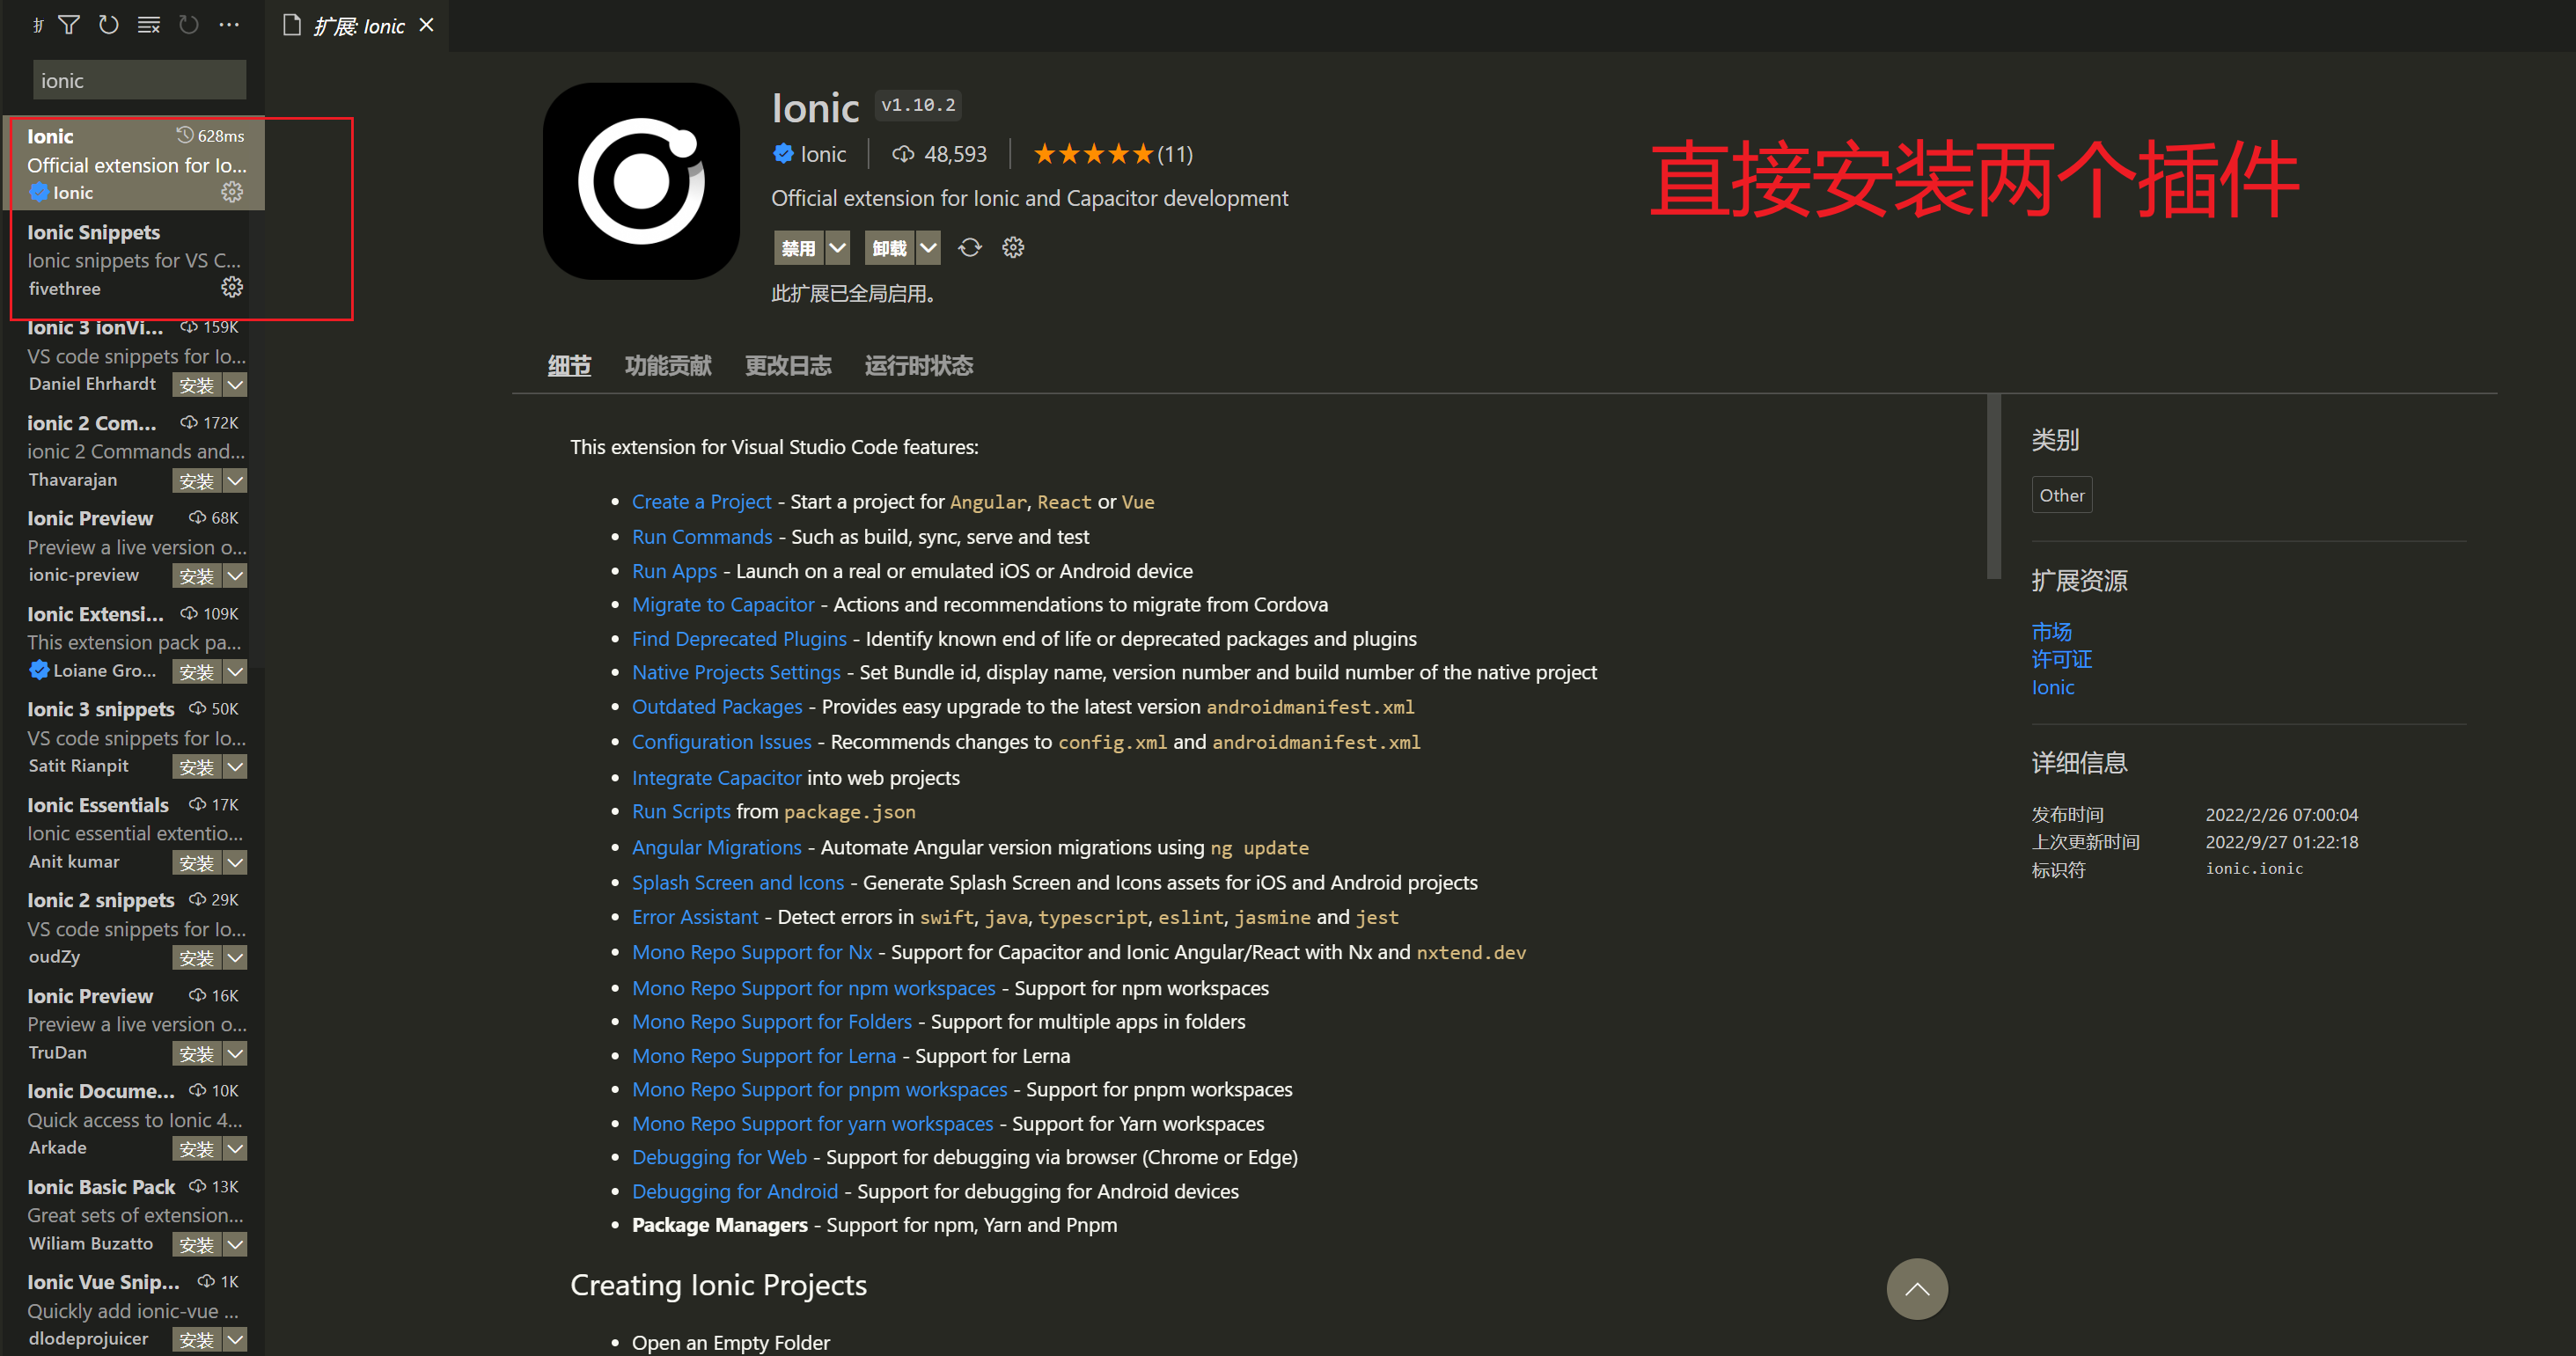 扩展: Ionic
ionic
Ionic 628ms
Official extension for Io...
Ionic
Ionic Snippets
Ionic snippets for VS C...
fivethree
Ionic 3 ionVi... 159K
VS code snippets for Io...
Daniel Ehrhardt 安装
ionic 2 Com... 172K
ionic 2 Commands and...
Thavarajan 安装
Ionic Preview 68K
Preview a live version o...
ionic-preview 安装
Ionic Extensi... 109K
This extension pack pa...
Loiane Gro... 安装
Ionic 3 snippets 50K
VS code snippets for Io...
Satit Rianpit 安装
Ionic Essentials 17K
Ionic essential extentio...
Anit kumar 安装
Ionic 2 snippets 29K
VS code snippets for Io...
oudZy 安装
Ionic Preview 16K
Preview a live version o...
TruDan 安装
Ionic Docume... 10K
Quick access to Ionic 4...
Arkade 安装
Ionic Basic Pack 13K
Great sets of extension...
Wiliam Buzatto 安装
Ionic Vue Snip... 1K
Quickly add ionic-vue ...
dlodeprojuicer 安装
Ionic v1.10.2
Ionic 48,593 (11)
Official extension for Ionic and Capacitor development
禁用 卸载
此扩展已全局启用。
直接安装两个插件
细节 功能贡献 更改日志 运行时状态
This extension for Visual Studio Code features:
Create a Project - Start a project for Angular, React or Vue
Run Commands - Such as build, sync, serve and test
Run Apps - Launch on a real or emulated iOS or Android device
Migrate to Capacitor - Actions and recommendations to migrate from Cordova
Find Deprecated Plugins - Identify known end of life or deprecated packages and plugins
Native Projects Settings - Set Bundle id, display name, version number and build number of the native project
Outdated Packages - Provides easy upgrade to the latest version androidmanifest.xml
Configuration Issues - Recommends changes to config.xml and androidmanifest.xml
Integrate Capacitor into web projects
Run Scripts from package.json
Angular Migrations - Automate Angular version migrations using ng update
Splash Screen and Icons - Generate Splash Screen and Icons assets for iOS and Android projects
Error Assistant - Detect errors in swift, java, typescript, eslint, jasmine and jest
Mono Repo Support for Nx - Support for Capacitor and Ionic Angular/React with Nx and nxtend.dev
Mono Repo Support for npm workspaces - Support for npm workspaces
Mono Repo Support for Folders - Support for multiple apps in folders
Mono Repo Support for Lerna - Support for Lerna
Mono Repo Support for pnpm workspaces - Support for pnpm workspaces
Mono Repo Support for yarn workspaces - Support for Yarn workspaces
Debugging for Web - Support for debugging via browser (Chrome or Edge)
Debugging for Android - Support for debugging for Android devices
Package Managers - Support for npm, Yarn and Pnpm
Creating Ionic Projects
Open an Empty Folder
类别
Other
扩展资源
市场
许可证
Ionic
详细信息
发布时间 2022/2/26 07:00:04
上次更新时间 2022/9/27 01:22:18
标识符 ionic.ionic